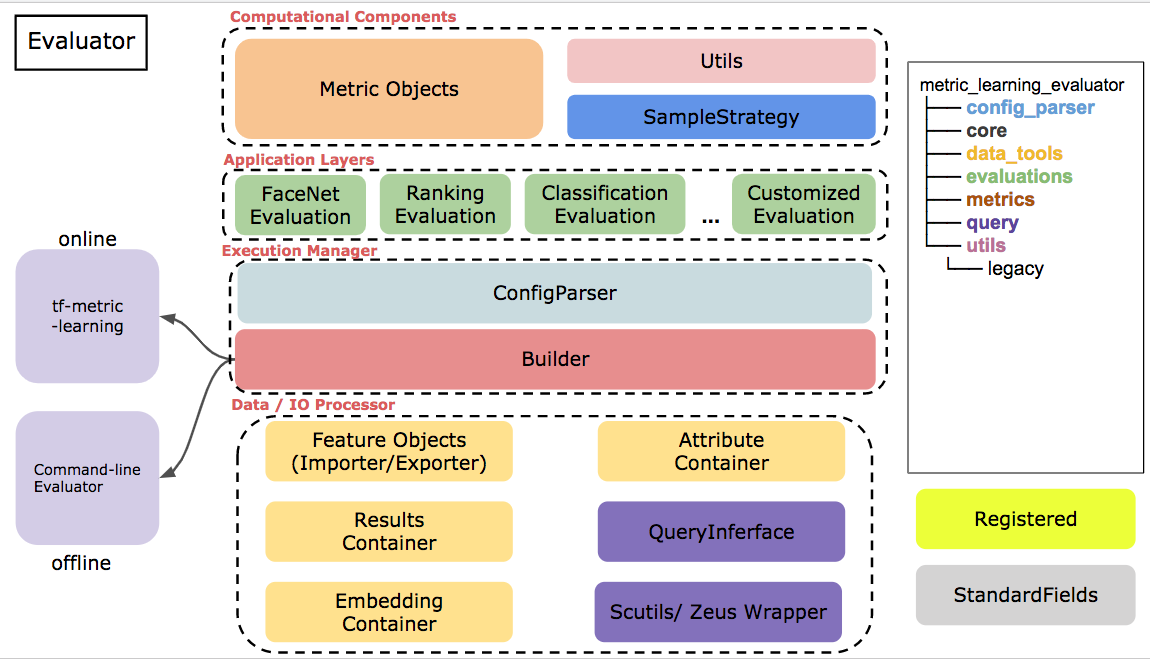 Evaluator
Computational Components
Metric Objects
Utils
SampleStrategy
Application Layers
FaceNet
Evaluation
Ranking
Evaluation
Classification
Evaluation
...
Customized
Evaluation
Execution Manager
ConfigParser
Builder
online
tf-metric
-learning
Command-line
Evaluator
offline
Data / IO Processor
Feature Objects
(Importer/Exporter)
Attribute
Container
Results
Container
QueryInferface
Embedding
Container
Scutils/ Zeus Wrapper
metric_learning_evaluator
config_parser
core
data_tools
evaluations
metrics
query
utils
legacy
Registered
StandardFields